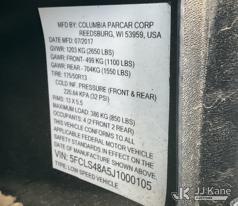 MFD BY: COLUMBIA PARCAR CORP
REEDSBURG, WI 53959, USA
07/2017
GVW: 1203 KG (2650 LBS)
GAWR: FRONT- 499 KG (1100 LBS)
GAWR: REAR - 704KG (1550 LBS)
TIRE: 175/50R13
COLD INF. PRESSURE (FRONT & REAR)
220.64 KPA (32 PSI)
RIMS: 13 X 5.5
MAXIMUM LOAD: 386 KG (850 LBS)
OCCUPANTS: 4 (2 FRONT 2 REAR)
THIS VEHICLE CONFORMS TO ALL
APPLICABLE FEDERAL MOTOR VEHICLE
SAFETY STANDARDS IN EFFECT ON THE
DATE OF MANUFACTURE SHOWN ABOVE.
VIN: 5FCLS48A5J1000105
TYPE: LOW SPEED VEHICLE
JJ Kane